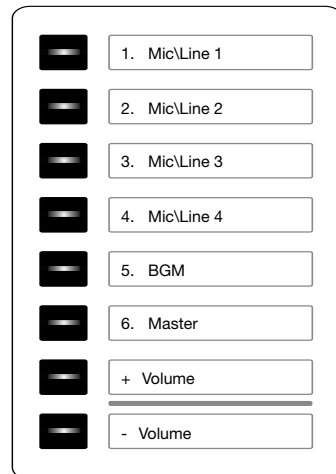 1. Mic\Line 1
2. Mic\Line 2
3. Mic\Line 3
4. Mic\Line 4
5. BGM
6. Master
+ Volume
- Volume